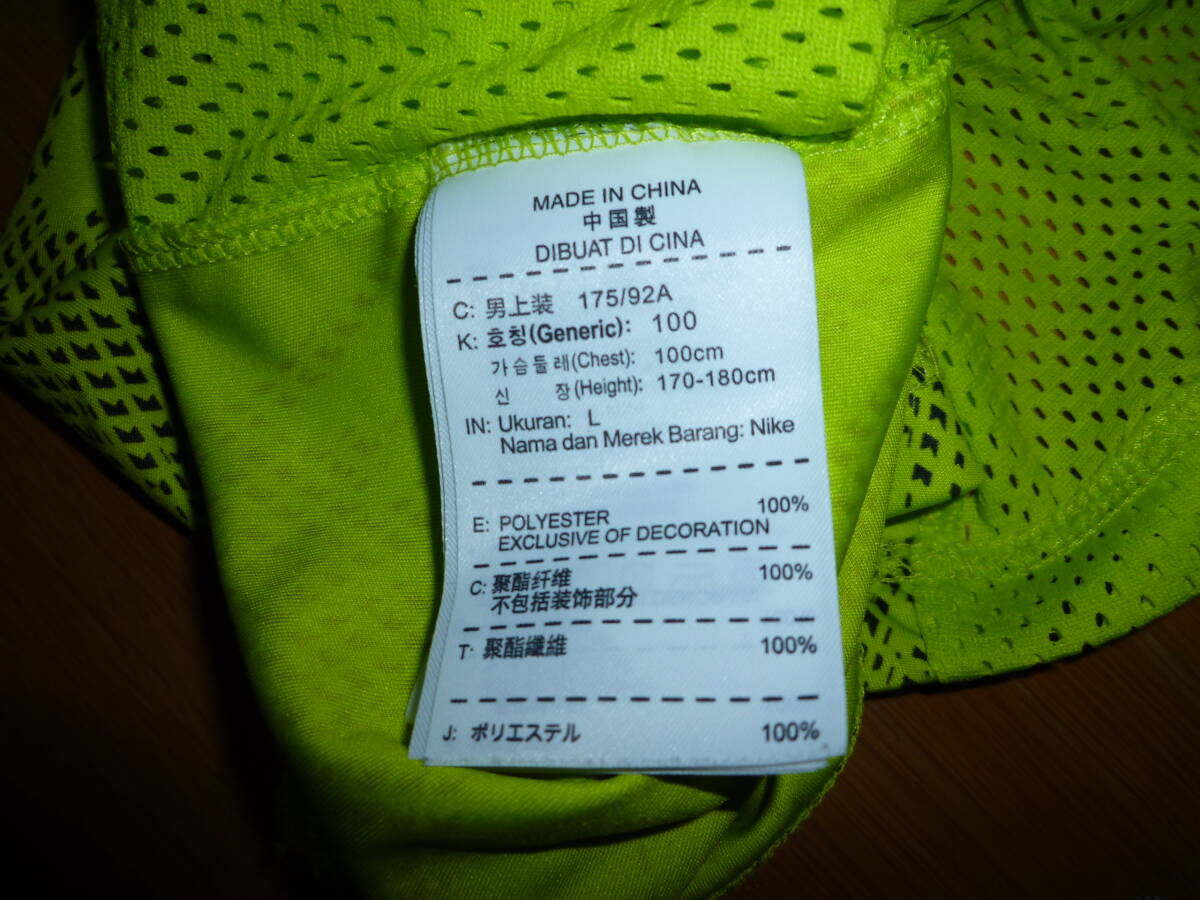 MADE IN CHINA
中国製
DIBUAT DI CINA
C: 男上装 175/92A
K: 호칭(Generic): 100
가슴둘레(Chest): 100cm
신 장(Height): 170-180cm
IN: Ukuran: L
Nama dan Merek Barang: Nike
E: POLYESTER 100%
EXCLUSIVE OF DECORATION
C: 聚酯纤维 100%
不包括装饰部分
T: 聚酯纖維 100%
J: ポリエステル 100%